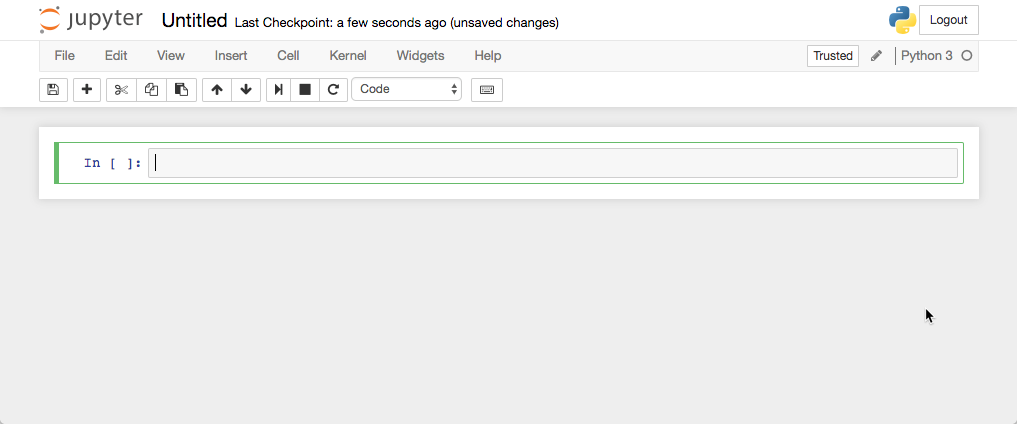 jupyter Untitled Last Checkpoint: a few seconds ago (unsaved changes) Logout
File Edit View Insert Cell Kernel Widgets Help Trusted Python 3
Code
In [ ]: